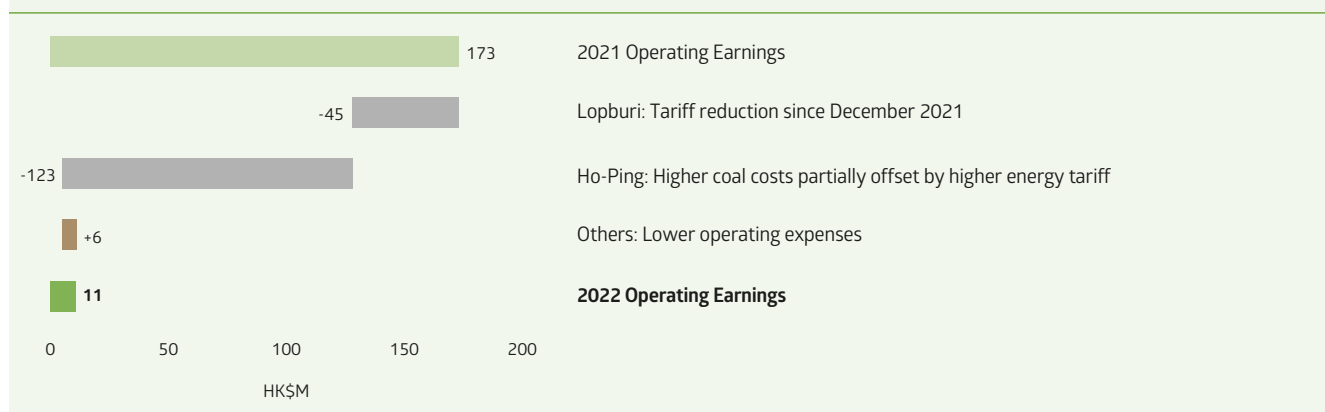 173 2021 Operating Earnings
-45 Lopburi: Tariff reduction since December 2021
-123 Ho-Ping: Higher coal costs partially offset by higher energy tariff
+6 Others: Lower operating expenses
11 2022 Operating Earnings
0 50 100 150 200
HK$M